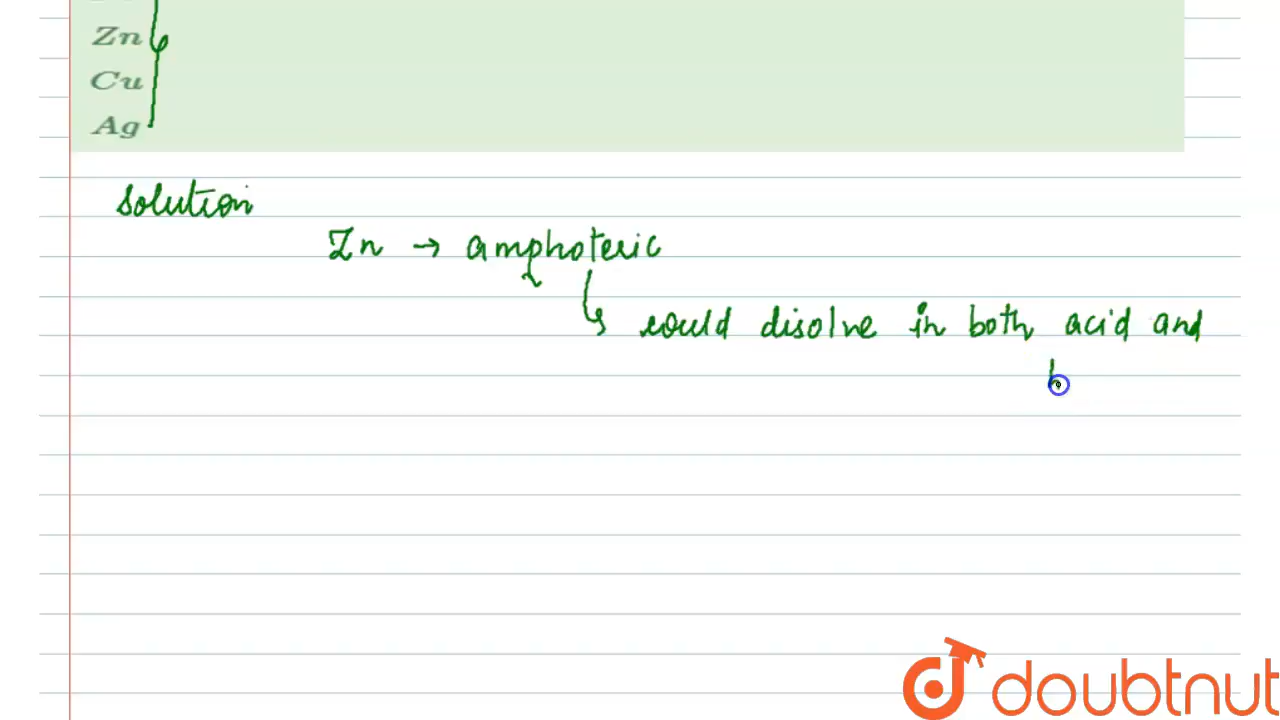 Zn
Cu
Ag
Solution
Zn → amphoteric
could disolve in both acid and
b
doubtnut